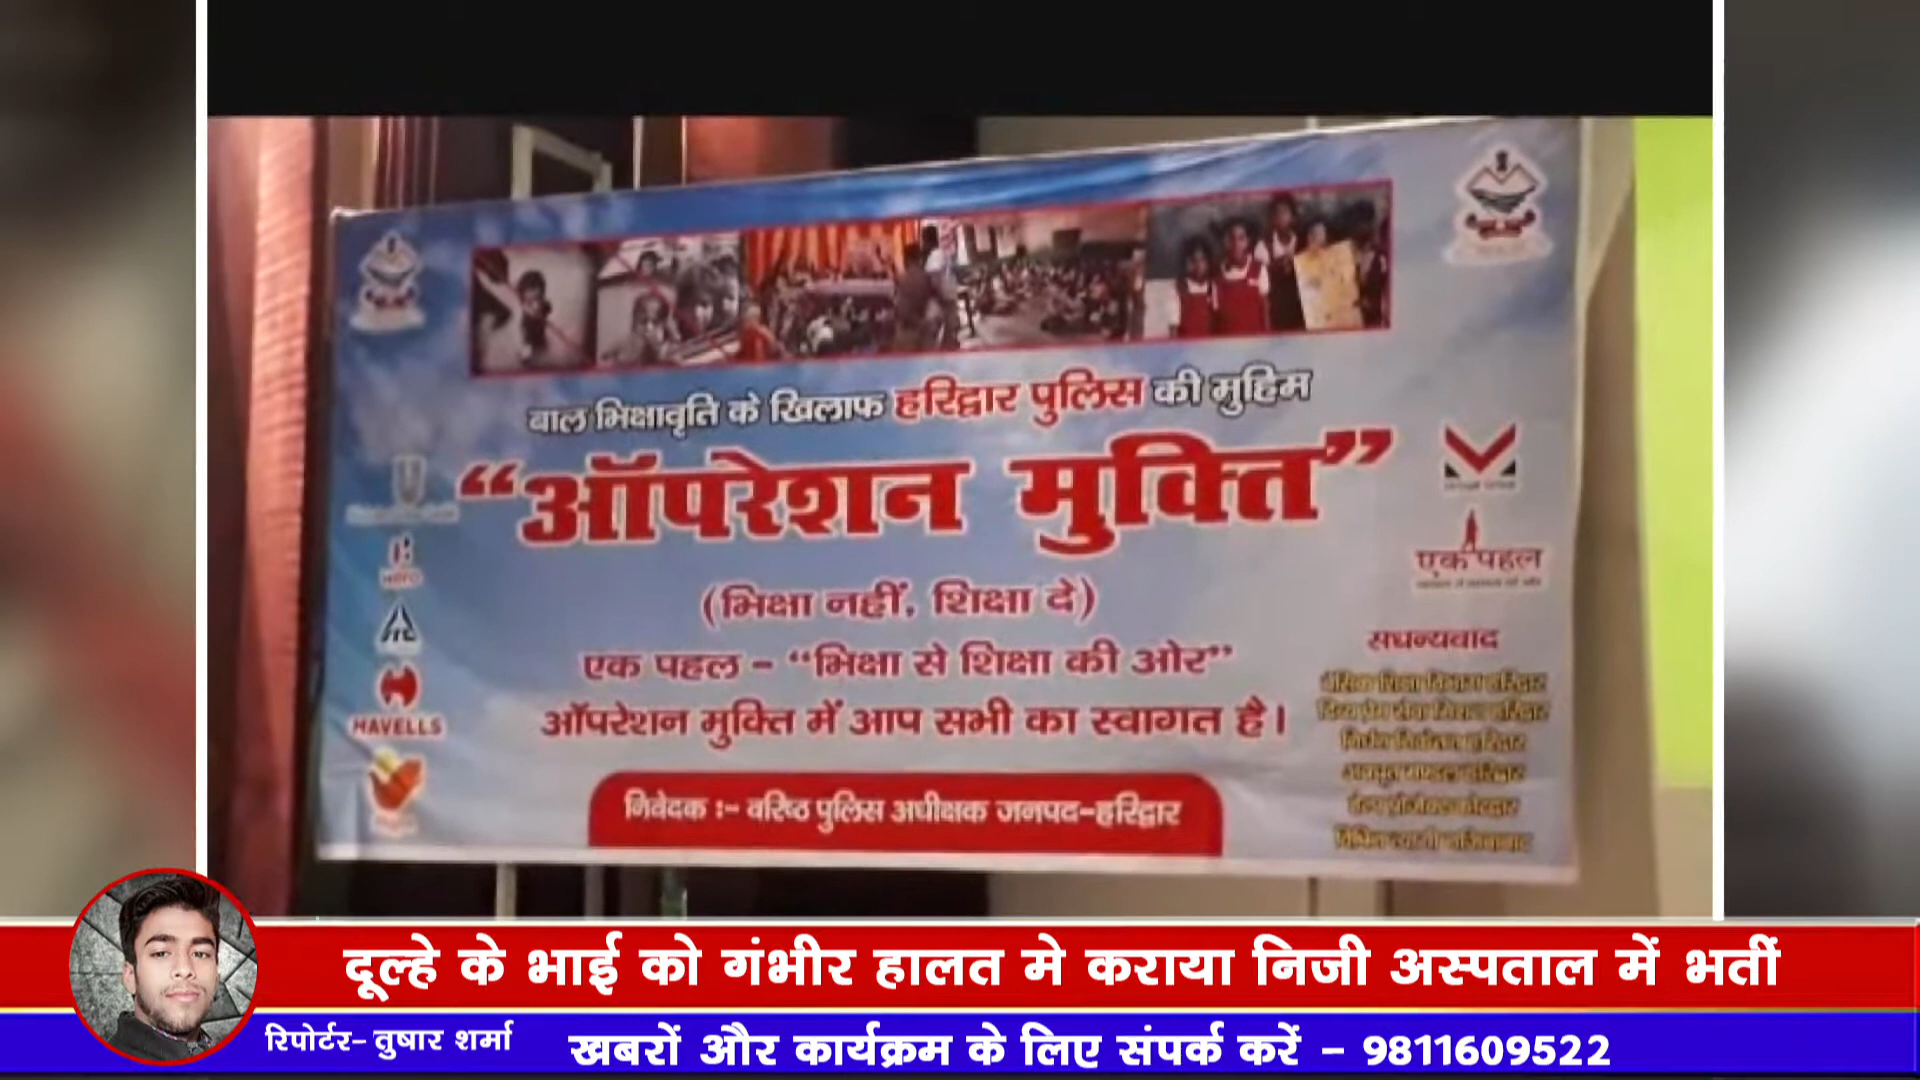 बाल भिक्षावृति के खिलाफ हरिद्वार पुलिस की मुहिम
“ऑपरेशन मुक्ति”
(भिक्षा नहीं, शिक्षा दे)
एक पहल - “भिक्षा से शिक्षा की ओर”
ऑपरेशन मुक्ति में आप सभी का स्वागत है।
निवेदक :- वरिष्ठ पुलिस अधीक्षक जनपद-हरिद्वार
HAVELLS
एक पहल
सधन्यवाद
दूल्हे के भाई को गंभीर हालत मे कराया निजी अस्पताल में भर्ती
रिपोर्टर- तुषार शर्मा
खबरों और कार्यक्रम के लिए संपर्क करें - 9811609522